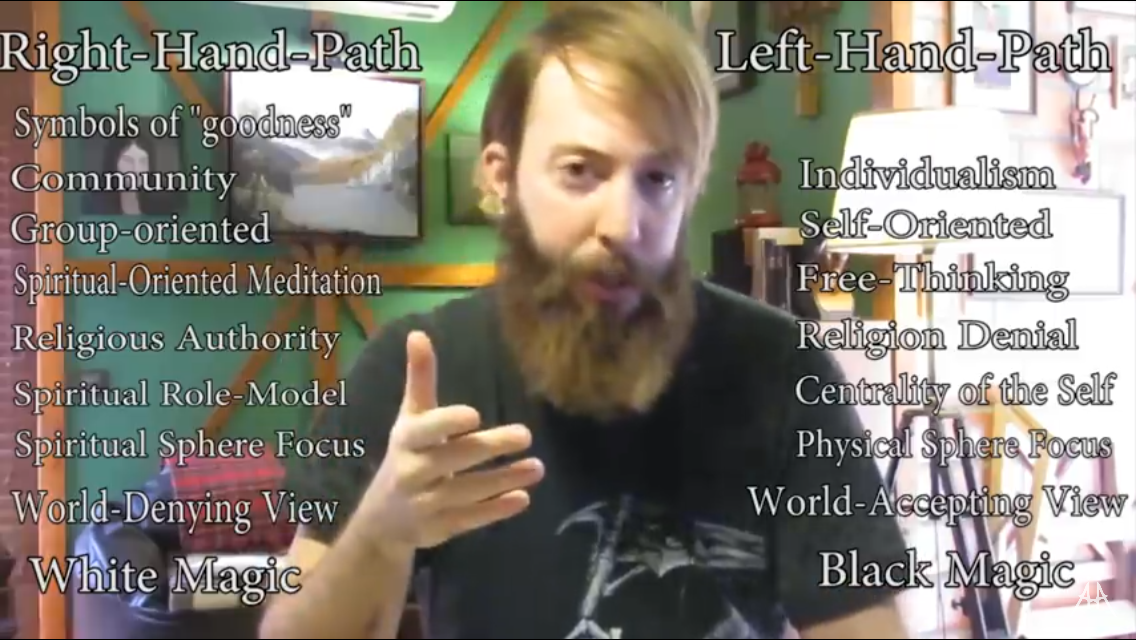 Right-Hand-Path
Symbols of "goodness"
Community
Group-oriented
Spiritual-Oriented Meditation
Religious Authority
Spiritual Role-Model
Spiritual Sphere Focus
World-Denying View
White Magic
Left-Hand-Path
Individualism
Self-Oriented
Free-Thinking
Religion Denial
Centrality of the Self
Physical Sphere Focus
World-Accepting View
Black Magic